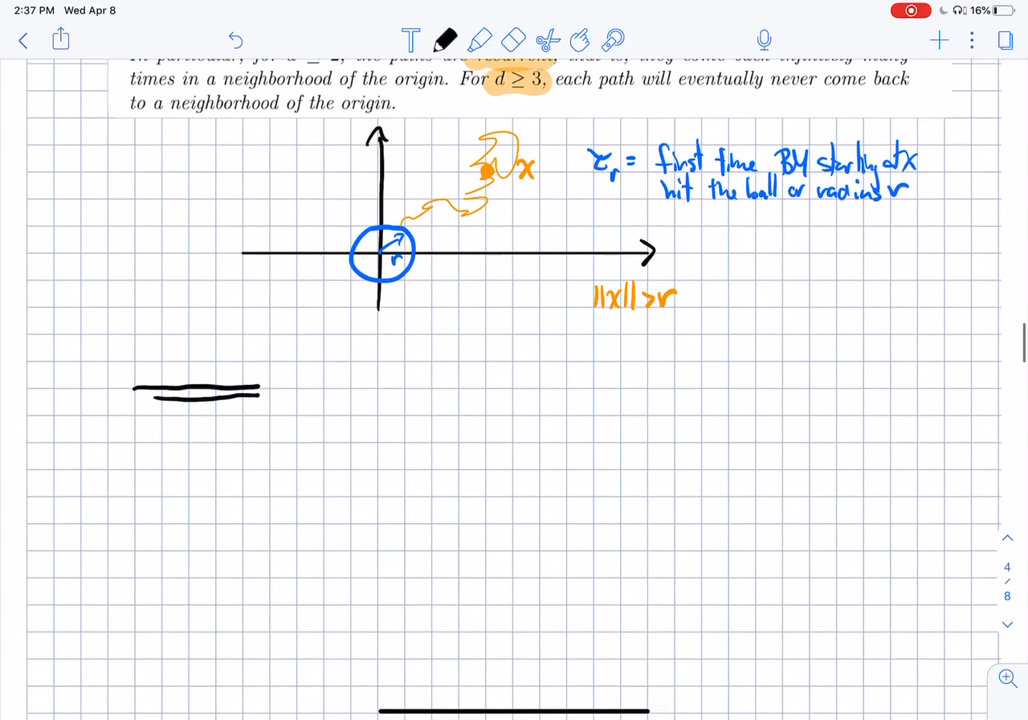 2:37 PM Wed Apr 8
16%
T
times in a neighborhood of the origin. For d ≥ 3, each path will eventually never come back
to a neighborhood of the origin.
x
τr = first time BM starting at x
hit the ball or radius r
r
||x|| > r
4
/
8